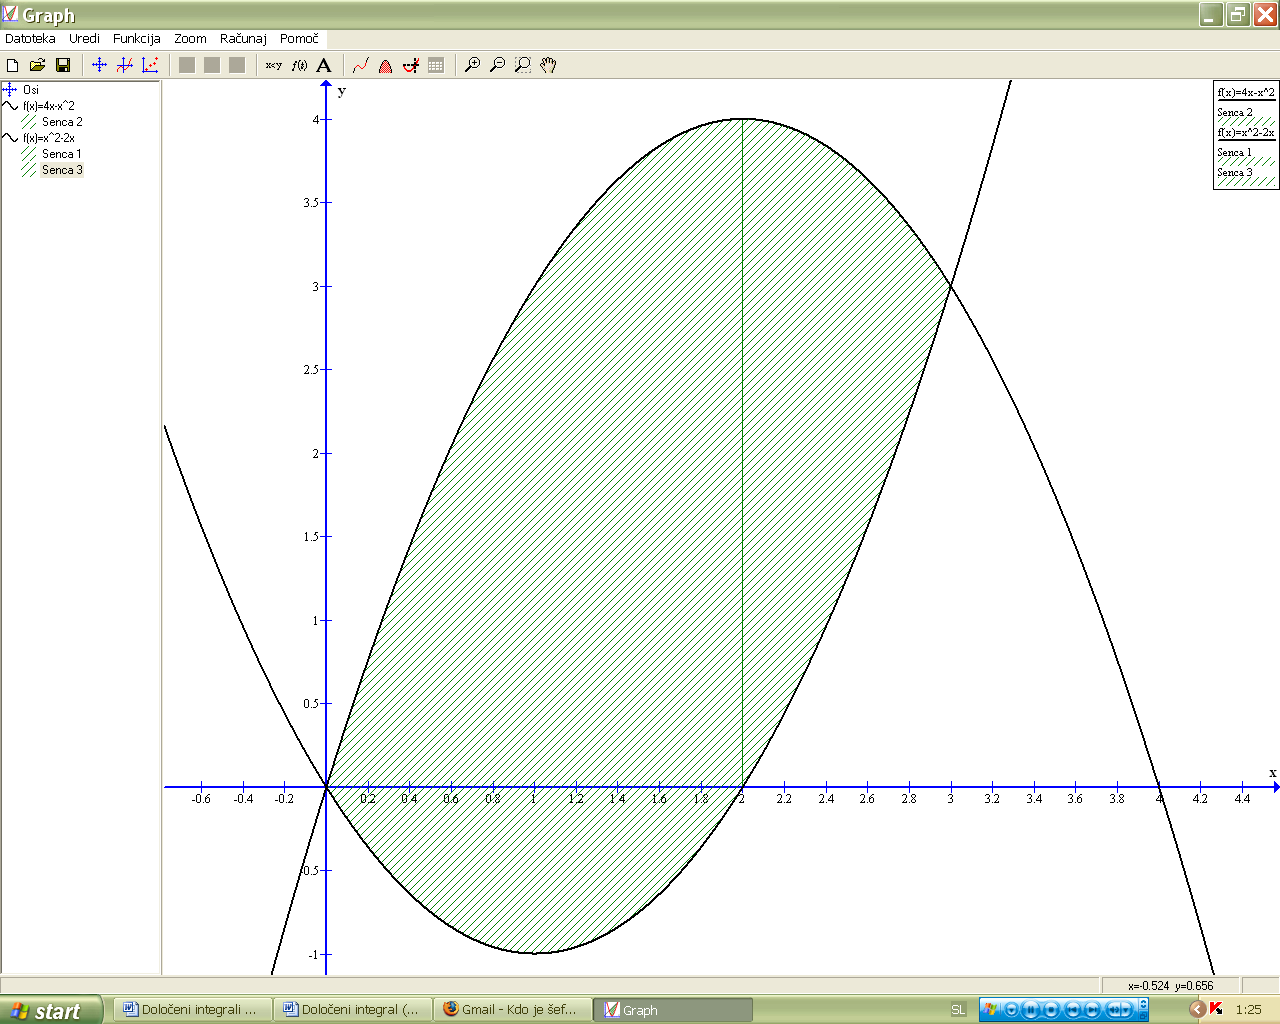 Graph
Datoteka Uredi Funkcija Zoom Računaj Pomoč
x<y f(x) A
Osi
f(x)=4x-x^2
Senca 2
f(x)=x^2-2x
Senca 1
Senca 3
y
x
4
3.5
3
2.5
2
1.5
1
0.5
-0.5
-1
-0.6 -0.4 -0.2 0.2 0.4 0.6 0.8 1 1.2 1.4 1.6 1.8 2 2.2 2.4 2.6 2.8 3 3.2 3.4 3.6 3.8 4 4.2 4.4
f(x)=4x-x^2
Senca 2
f(x)=x^2-2x
Senca 1
Senca 3
x=-0.524 y=0.656
start Določeni integrali ... Določeni integral (... Gmail - Kdo je šef... Graph SL 1:25